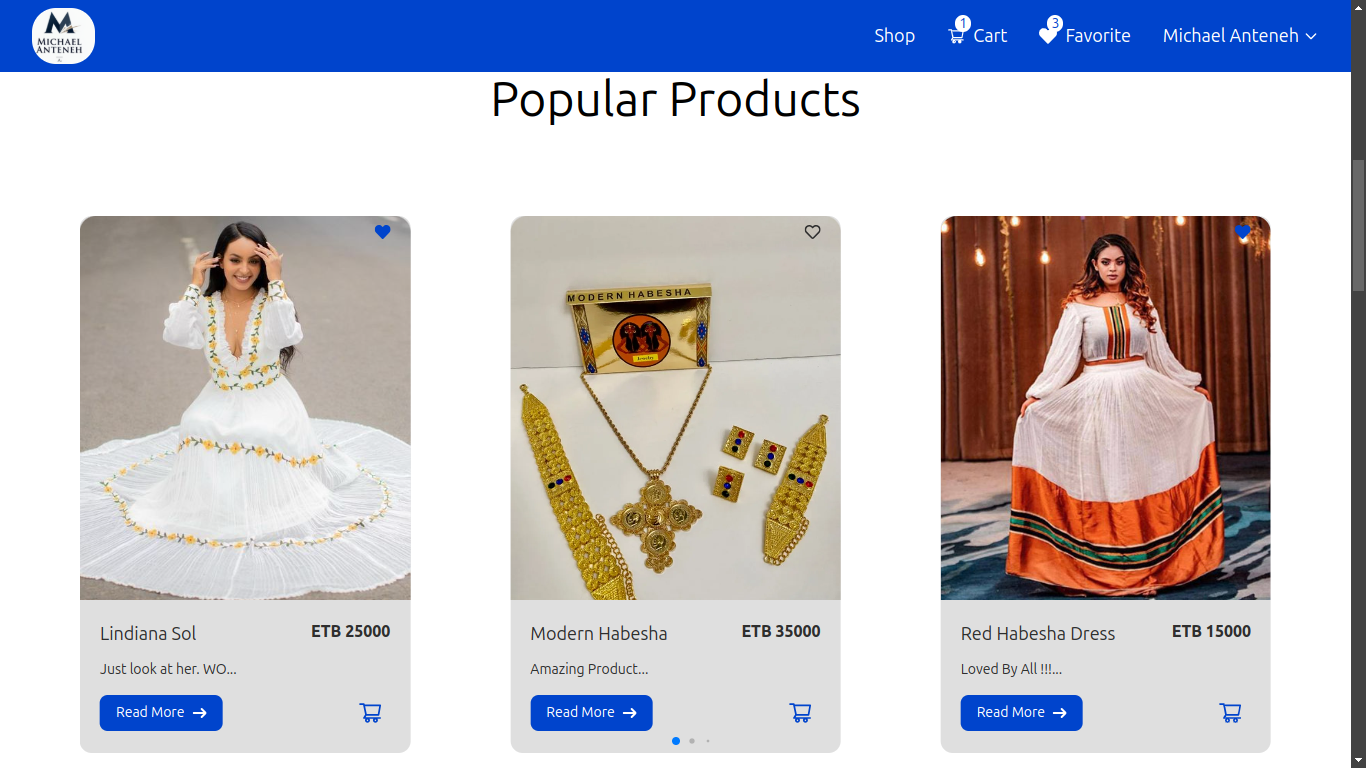 M
MICHAEL
ANTENEH
Shop
1
Cart
3
Favorite
Michael Anteneh
Popular Products
MODERN HABESHA
Jewelry
Lindiana Sol
ETB 25000
Just look at her. WO...
Read More
Modern Habesha
ETB 35000
Amazing Product...
Read More
Red Habesha Dress
ETB 15000
Loved By All !!!...
Read More